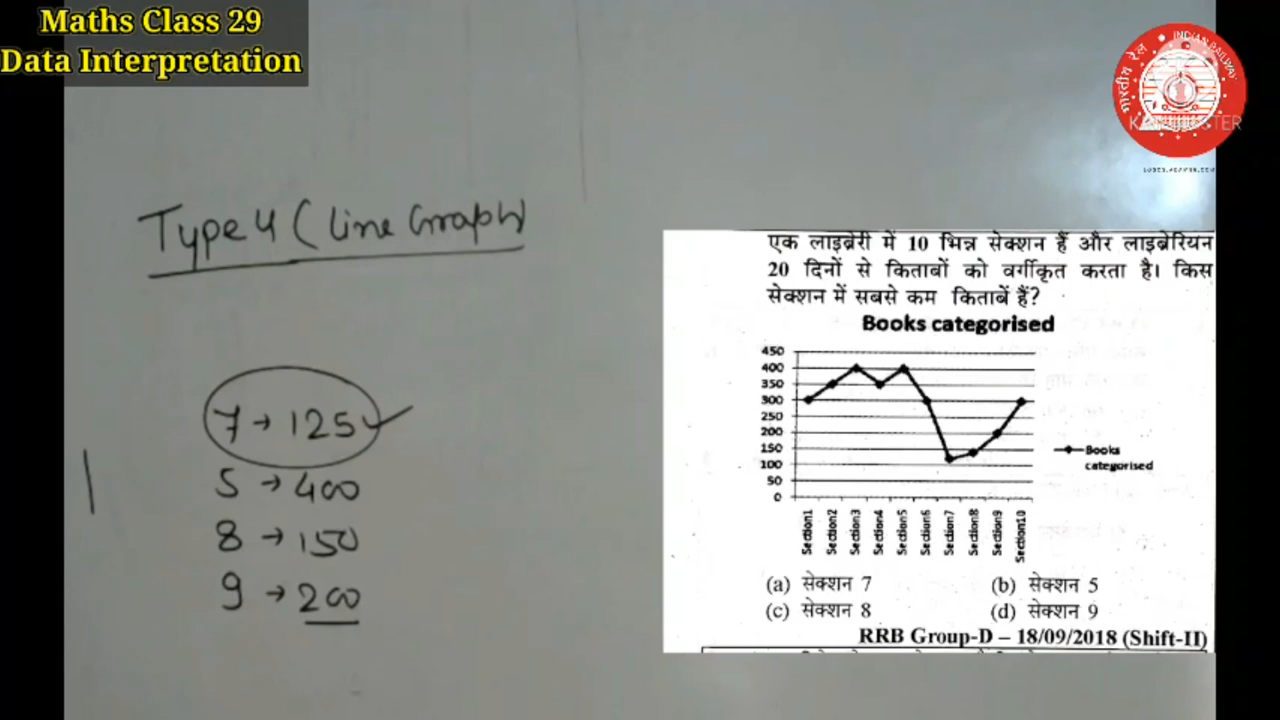 Maths Class 29
Data Interpretation
भारतीय रेल INDIAN RAILWAY
Type 4 (Line Graph)
7 → 125 ✓
5 → 400
8 → 150
9 → 200
एक लाइब्रेरी में 10 भिन्न सेक्शन हैं और लाइब्रेरियन
20 दिनों से किताबों को वर्गीकृत करता है। किस
सेक्शन में सबसे कम किताबें हैं?
Books categorised
450
400
350
300
250
200
150
100
50
0
Books
categorised
Section1
Section2
Section3
Section4
Section5
Section6
Section7
Section8
Section9
Section10
(a) सेक्शन 7 (b) सेक्शन 5
(c) सेक्शन 8 (d) सेक्शन 9
RRB Group-D – 18/09/2018 (Shift-II)